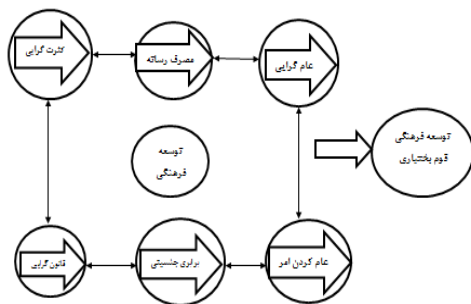 کثرت گرایی
مصرف رسانه
عام گرایی
توسعه
فرهنگی
توسعه فرهنگی
قوم بختیاری
قانون گرایی
برابری جنسیتی
عام کردن امر